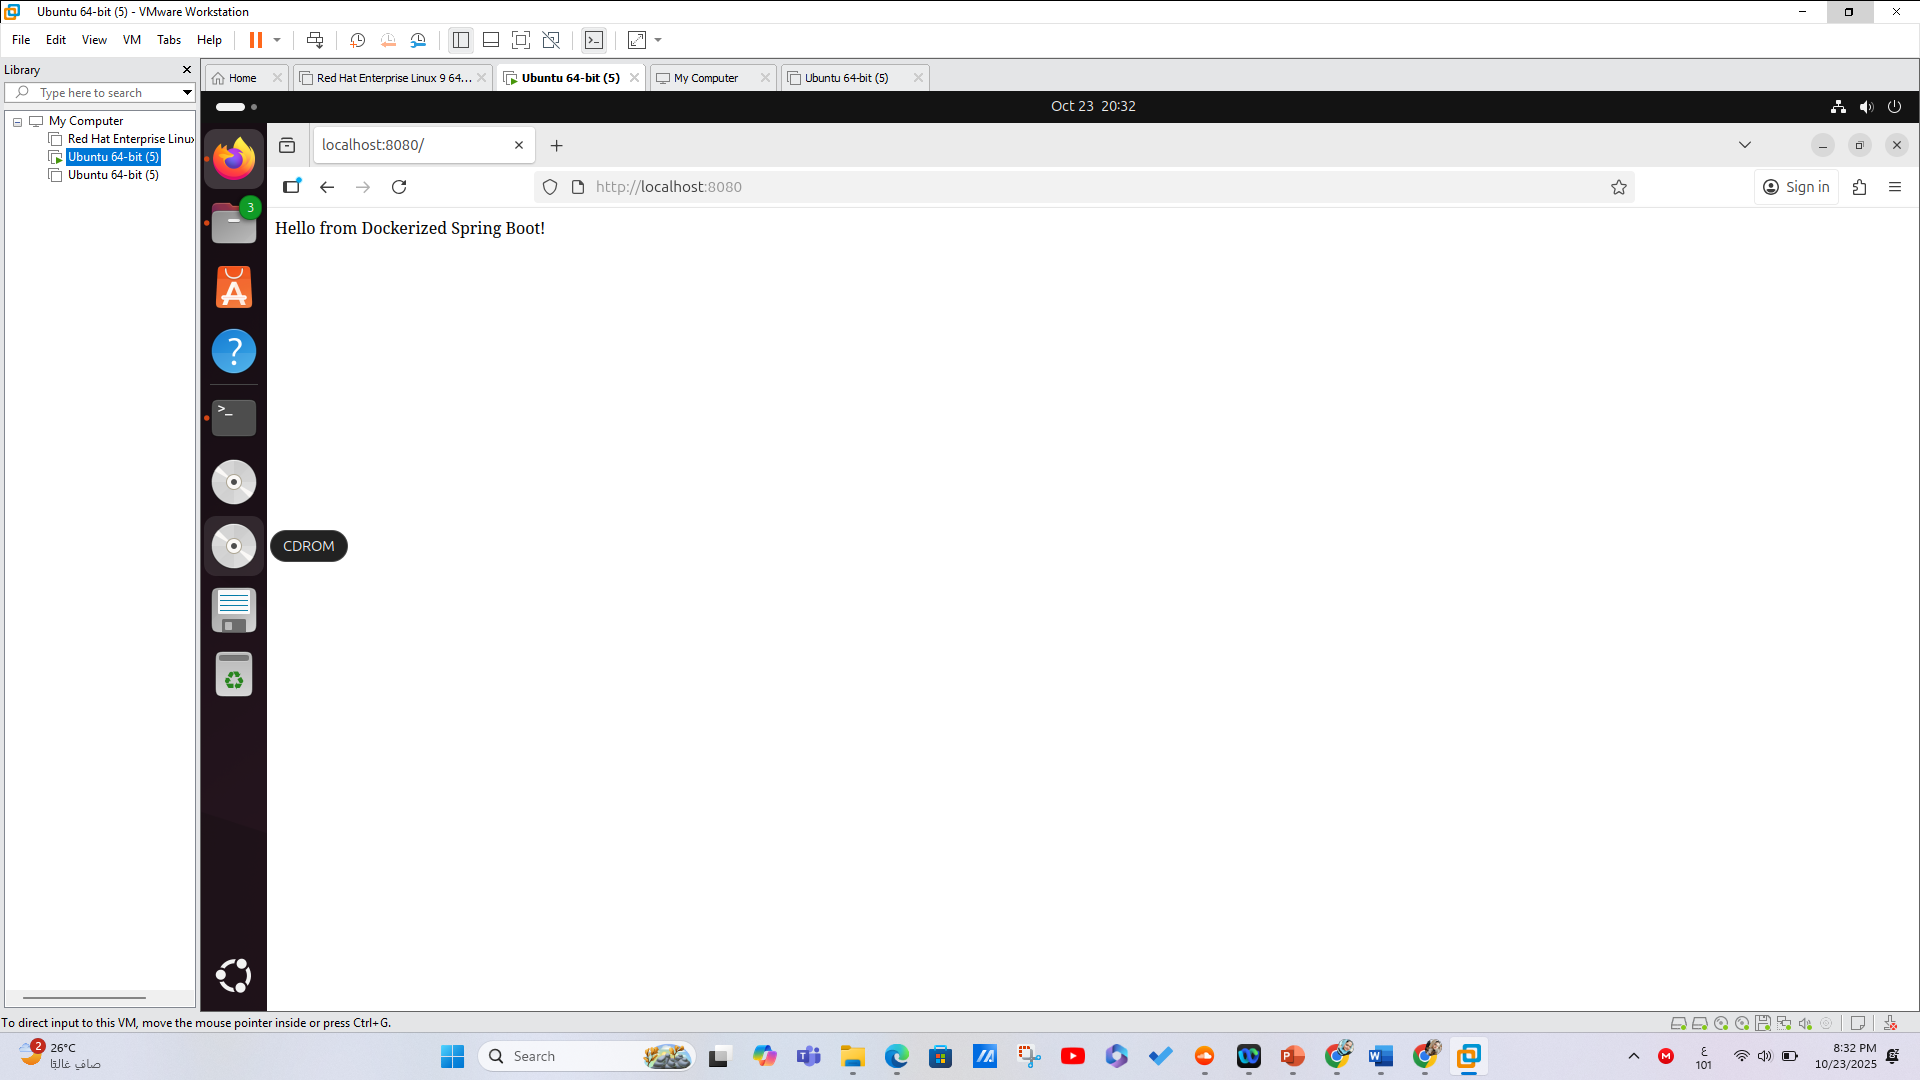 Ubuntu 64-bit (5) - VMware Workstation
File Edit View VM Tabs Help
Library
Type here to search
My Computer
Red Hat Enterprise Linux
Ubuntu 64-bit (5)
Ubuntu 64-bit (5)
Home
Red Hat Enterprise Linux 9 64...
Ubuntu 64-bit (5)
My Computer
Ubuntu 64-bit (5)
Oct 23 20:32
localhost:8080/
http://localhost:8080
Sign in
Hello from Dockerized Spring Boot!
3
A
?
>_
CDROM
To direct input to this VM, move the mouse pointer inside or press Ctrl+G.
2
26°C
صافٍ غالبًا
Search
ع
101
8:32 PM
10/23/2025